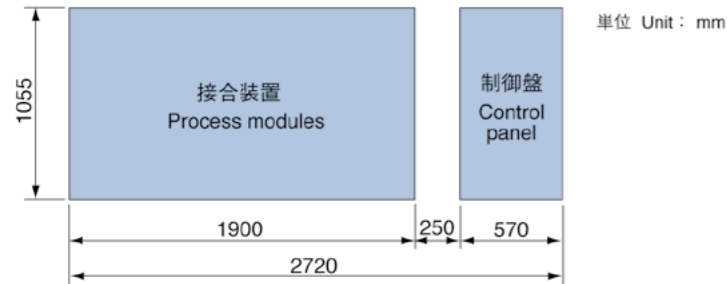 単位 Unit： mm
接合装置
Process modules
制御盤
Control
panel
1055
1900
250
570
2720